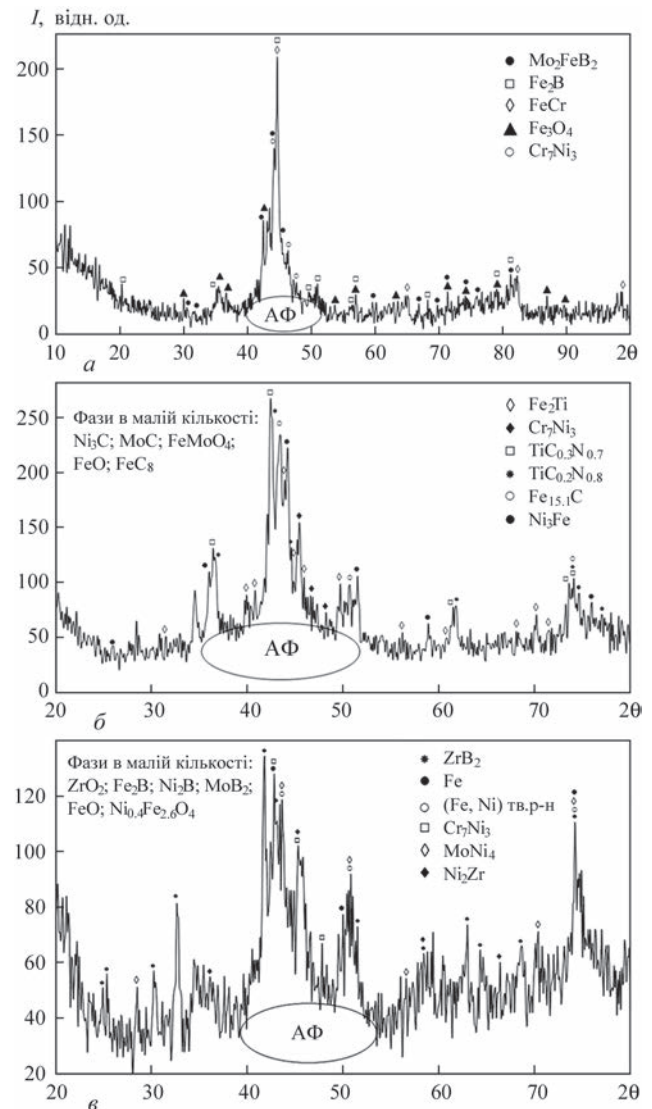 I, відн. од.
200
150
100
50
0
Mo₂FeB₂
Fe₂B
FeCr
Fe₃O₄
Cr₇Ni₃
АФ
10 20 30 40 50 60 70 80 90 2θ
а
250
200
150
100
50
0
Фази в малій кількості:
Ni₃C; MoC; FeMoO₄;
FeO; FeC₈
Fe₂Ti
Cr₇Ni₃
TiC₀.₃N₀.₇
TiC₀.₂N₀.₈
Fe₁₅.₁C
Ni₃Fe
АФ
20 30 40 50 60 70 2θ
б
120
100
80
60
40
20
Фази в малій кількості:
ZrO₂; Fe₂B; Ni₂B; MoB₂;
FeO; Ni₀.₄Fe₂.₆O₄
ZrB₂
Fe
(Fe, Ni) тв.р-н
Cr₇Ni₃
MoNi₄
Ni₂Zr
АФ
20 30 40 50 60 70 2θ
в